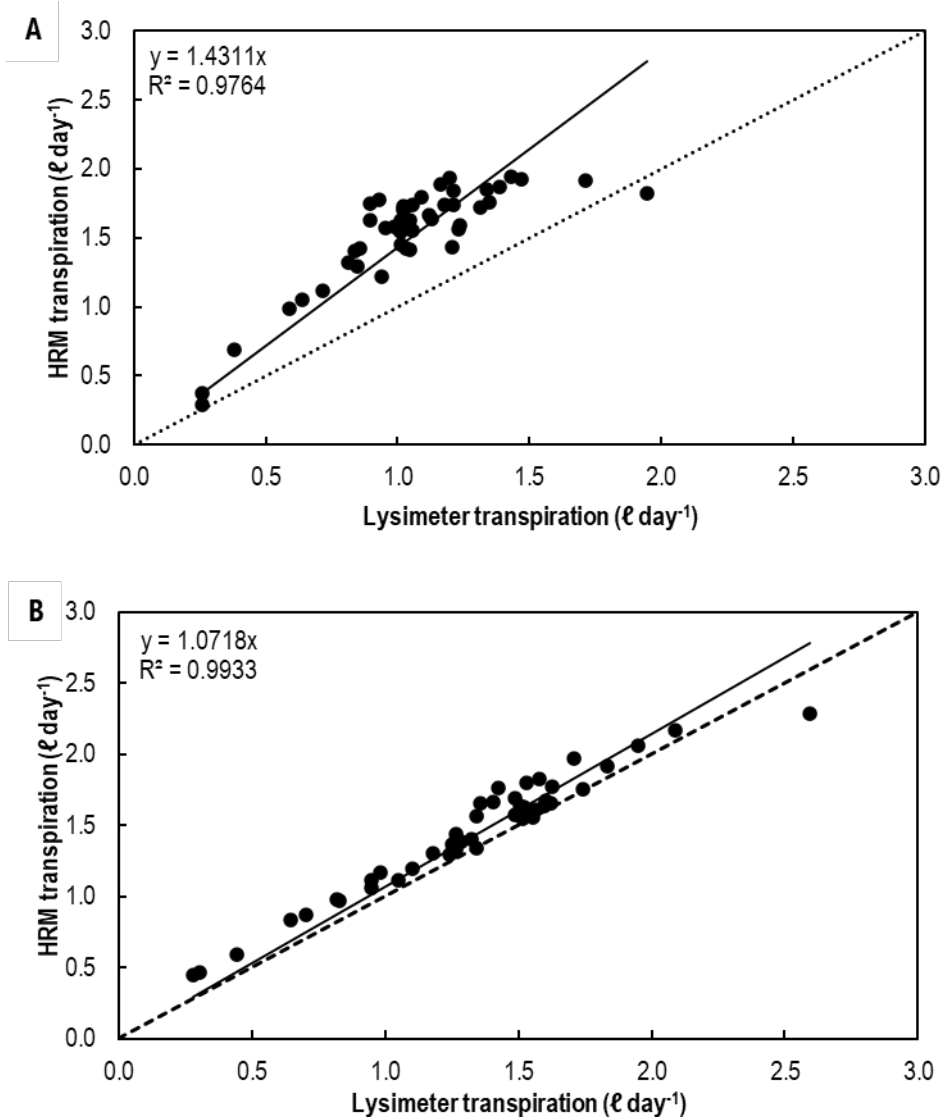 A
y = 1.4311x
R² = 0.9764
HRM transpiration (ℓ day⁻¹)
3.0
2.5
2.0
1.5
1.0
0.5
0.0
0.0 0.5 1.0 1.5 2.0 2.5 3.0
Lysimeter transpiration (ℓ day⁻¹)
B
y = 1.0718x
R² = 0.9933
HRM transpiration (ℓ day⁻¹)
3.0
2.5
2.0
1.5
1.0
0.5
0.0
0.0 0.5 1.0 1.5 2.0 2.5 3.0
Lysimeter transpiration (ℓ day⁻¹)